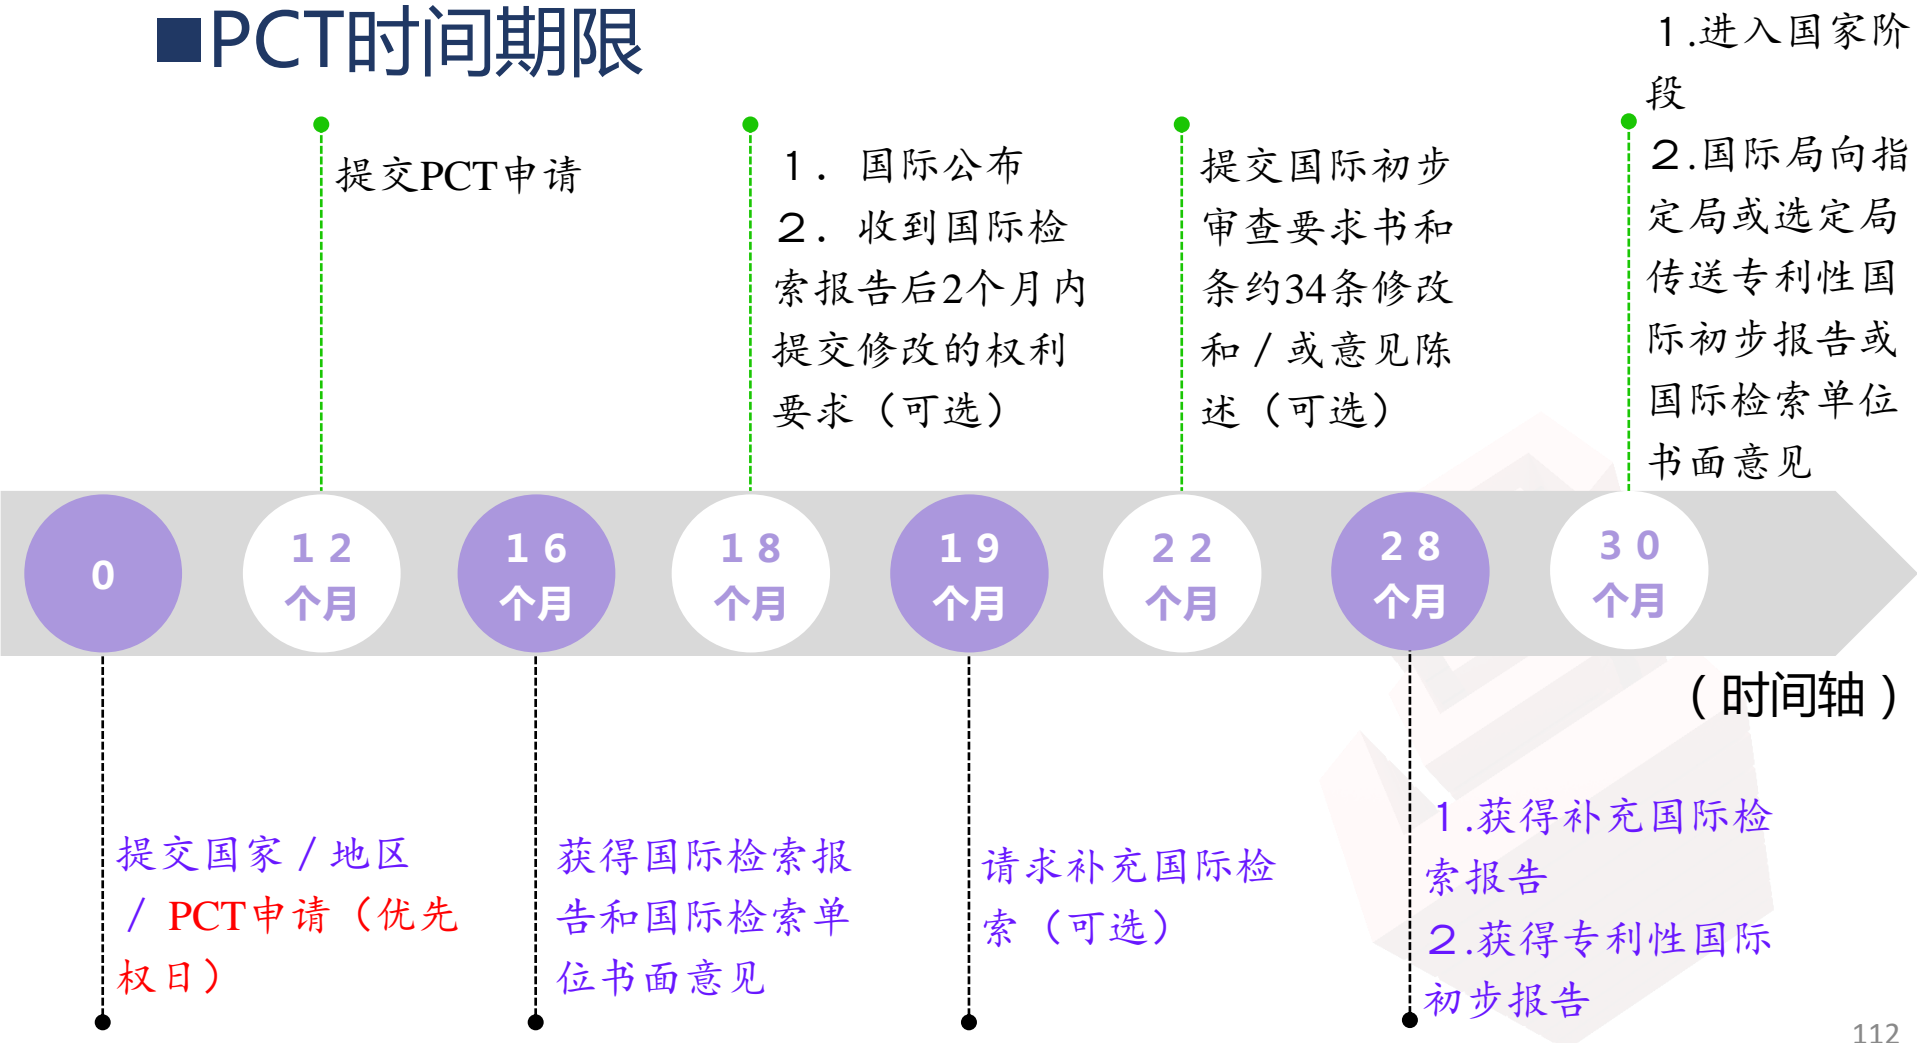 ■PCT时间期限
提交PCT申请
1. 国际公布
2. 收到国际检
索报告后2个月内
提交修改的权利
要求（可选）
提交国际初步
审查要求书和
条约34条修改
和／或意见陈
述（可选）
1.进入国家阶
段
2.国际局向指
定局或选定局
传送专利性国
际初步报告或
国际检索单位
书面意见
0
12
个月
16
个月
18
个月
19
个月
22
个月
28
个月
30
个月
（时间轴）
提交国家／地区
／PCT申请（优先
权日）
获得国际检索报
告和国际检索单
位书面意见
请求补充国际检
索（可选）
1.获得补充国际检
索报告
2.获得专利性国际
初步报告
112